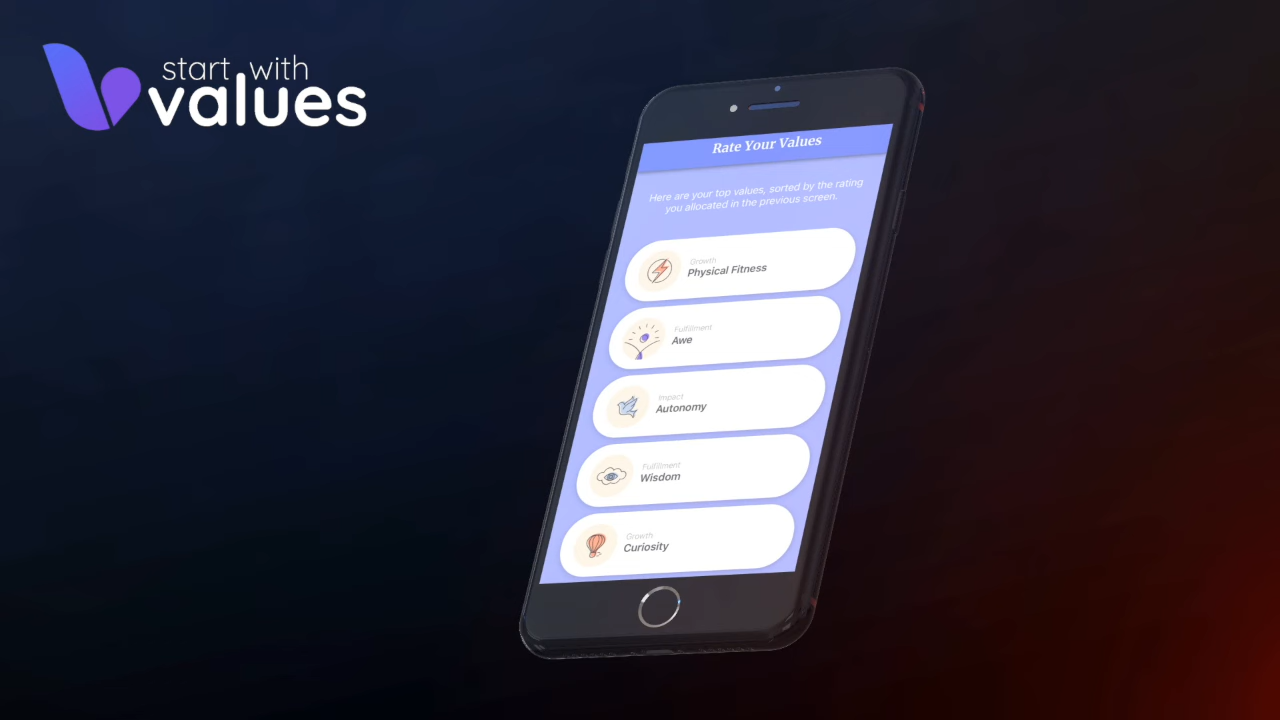 start with
values
Rate Your Values
Here are your top values, sorted by the rating
you allocated in the previous screen.
Growth
Physical Fitness
Fulfillment
Awe
Impact
Autonomy
Fulfillment
Wisdom
Growth
Curiosity